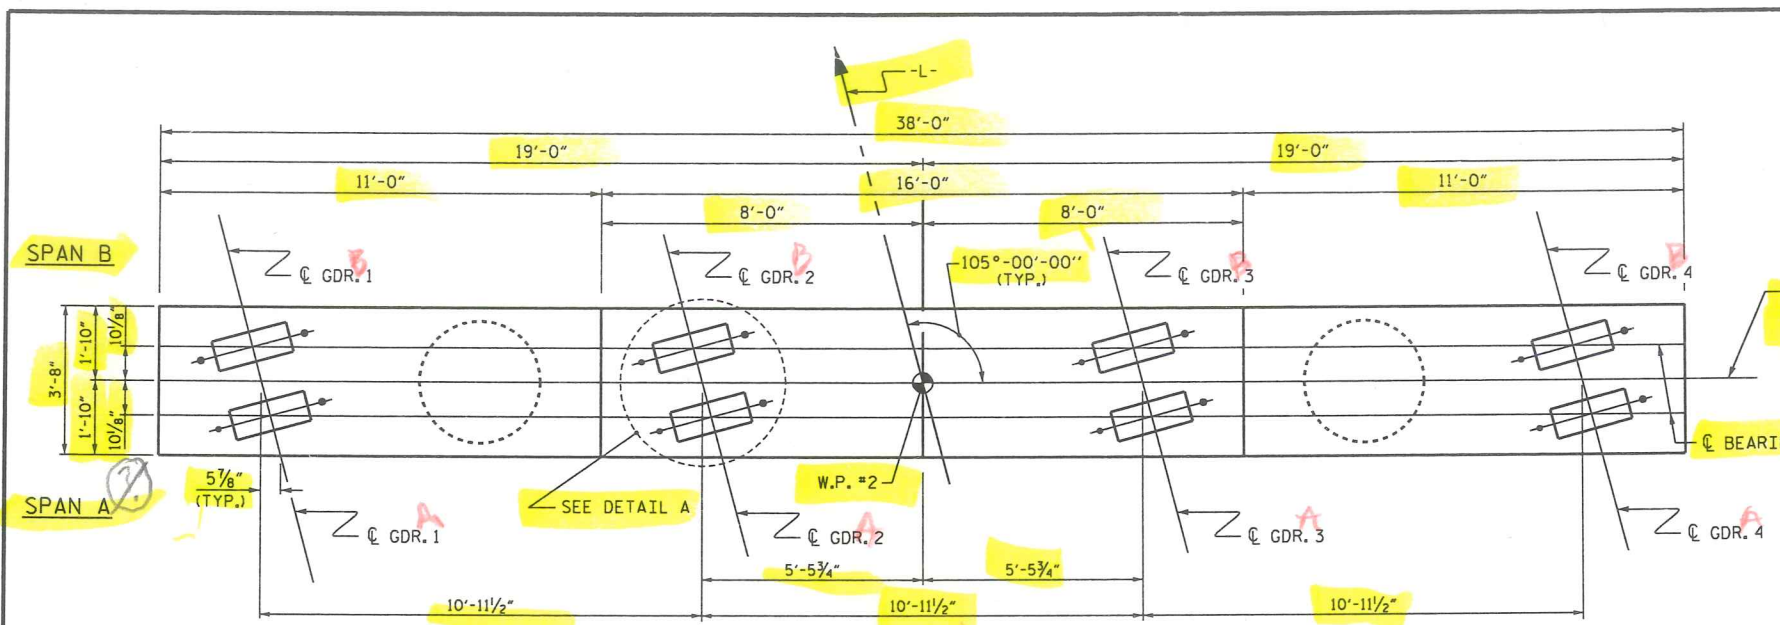 -L-
38'-0"
19'-0"
19'-0"
11'-0"
16'-0"
11'-0"
8'-0"
8'-0"
SPAN B
℄ GDR. 1
B
℄ GDR. 2
B
105°-00'-00"
(TYP.)
℄ GDR. 3
B
℄ GDR. 4
B
3'-8"
1'-10"
10⅛"
1'-10"
10⅛"
℄ BEARI
SPAN A
?
5⅞"
(TYP.)
SEE DETAIL A
W.P. #2
℄ GDR. 1
A
℄ GDR. 2
A
℄ GDR. 3
A
℄ GDR. 4
A
5'-5¾"
5'-5¾"
10'-11½"
10'-11½"
10'-11½"